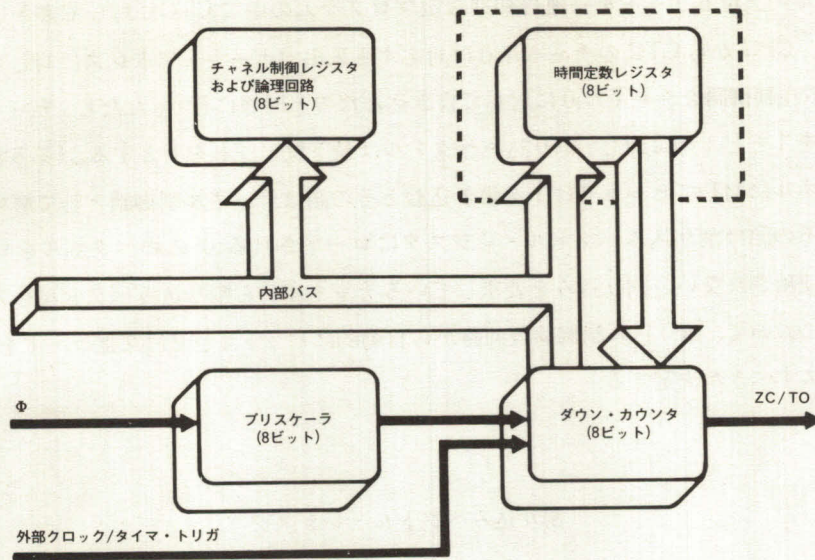 チャネル制御レジスタ
および論理回路
(8ビット)
時間定数レジスタ
(8ビット)
内部バス
Φ
プリスケーラ
(8ビット)
ダウン・カウンタ
(8ビット)
ZC/TO
外部クロック/タイマ・トリガ